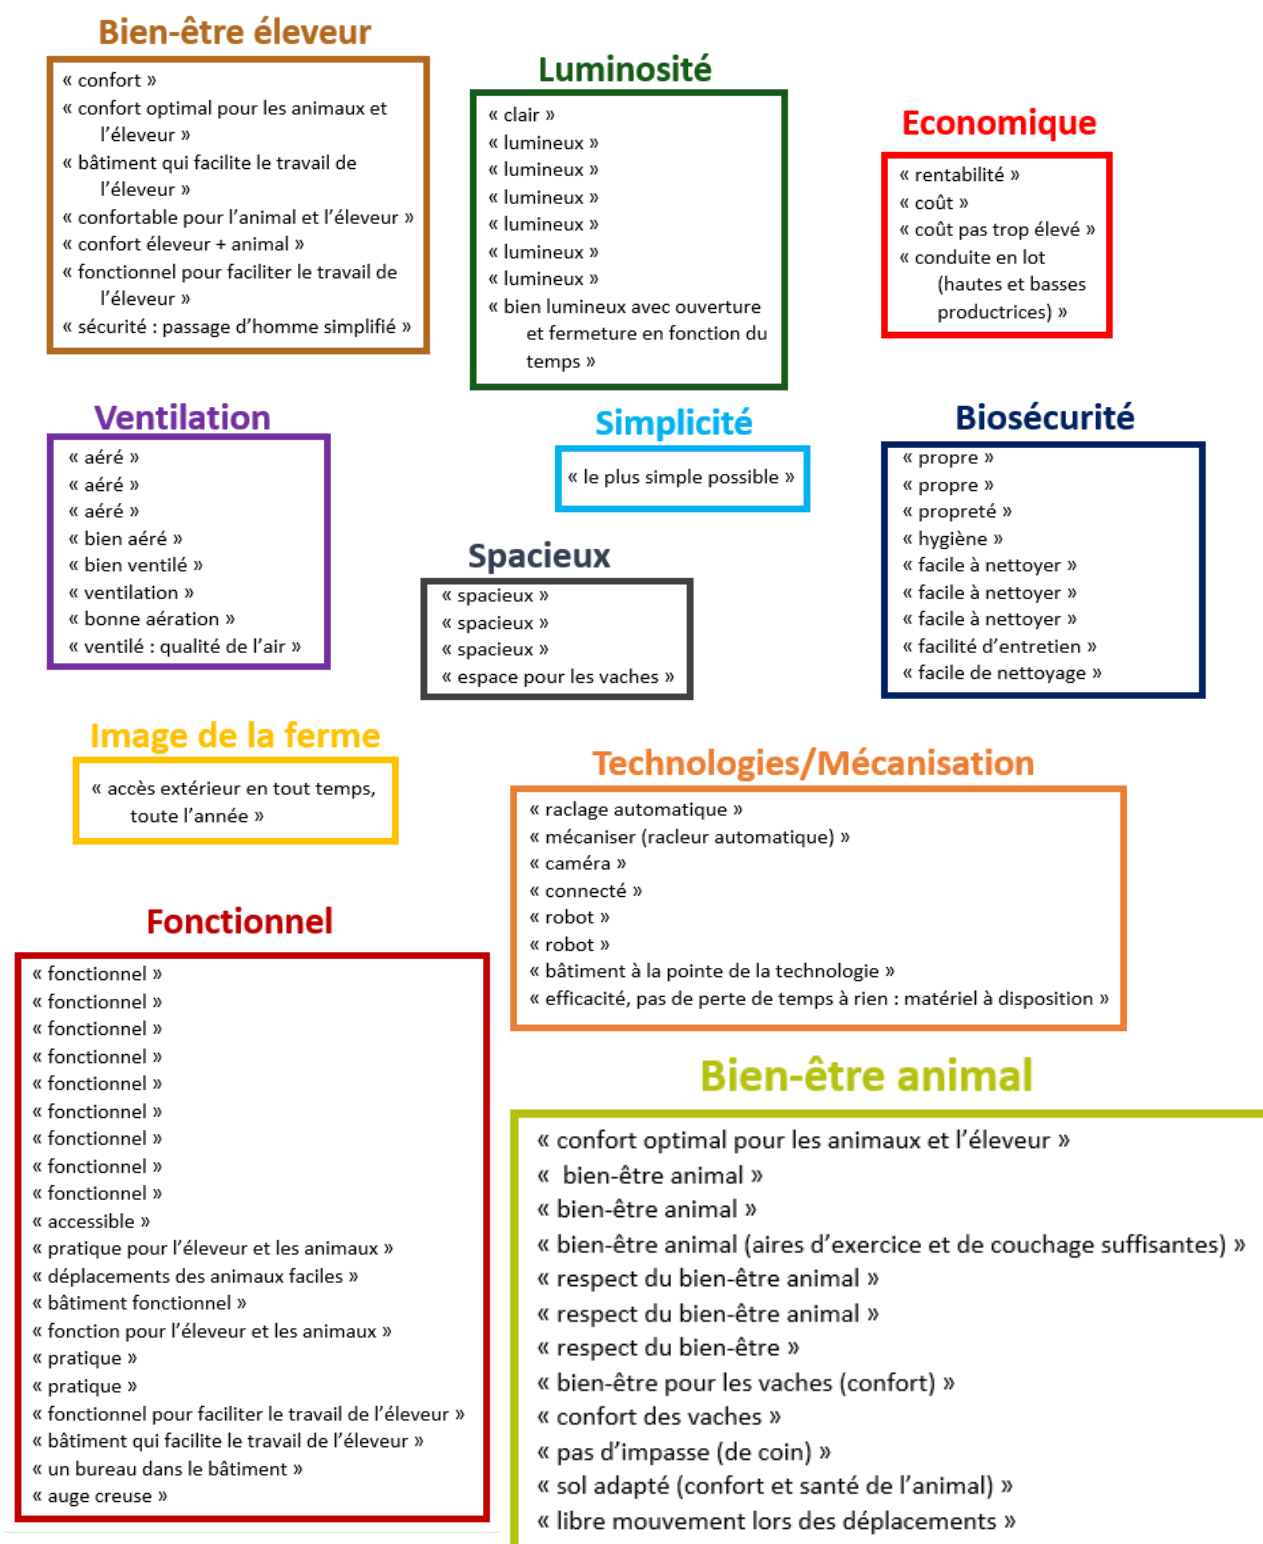 Bien-être éleveur
« confort »
« confort optimal pour les animaux et
l’éleveur »
« bâtiment qui facilite le travail de
l’éleveur »
« confortable pour l’animal et l’éleveur »
« confort éleveur + animal »
« fonctionnel pour faciliter le travail de
l’éleveur »
« sécurité : passage d’homme simplifié »
Luminosité
« clair »
« lumineux »
« lumineux »
« lumineux »
« lumineux »
« lumineux »
« lumineux »
« bien lumineux avec ouverture
et fermeture en fonction du
temps »
Economique
« rentabilité »
« coût »
« coût pas trop élevé »
« conduite en lot
(hautes et basses
productrices) »
Ventilation
« aéré »
« aéré »
« aéré »
« bien aéré »
« bien ventilé »
« ventilation »
« bonne aération »
« ventilé : qualité de l’air »
Simplicité
« le plus simple possible »
Biosécurité
« propre »
« propre »
« propreté »
« hygiène »
« facile à nettoyer »
« facile à nettoyer »
« facile à nettoyer »
« facilité d’entretien »
« facile de nettoyage »
Spacieux
« spacieux »
« spacieux »
« spacieux »
« espace pour les vaches »
Image de la ferme
« accès extérieur en tout temps,
toute l’année »
Technologies/Mécanisation
« raclage automatique »
« mécaniser (racleur automatique) »
« caméra »
« connecté »
« robot »
« robot »
« bâtiment à la pointe de la technologie »
« efficacité, pas de perte de temps à rien : matériel à disposition »
Fonctionnel
« fonctionnel »
« fonctionnel »
« fonctionnel »
« fonctionnel »
« fonctionnel »
« fonctionnel »
« fonctionnel »
« fonctionnel »
« fonctionnel »
« accessible »
« pratique pour l’éleveur et les animaux »
« déplacements des animaux faciles »
« bâtiment fonctionnel »
« fonction pour l’éleveur et les animaux »
« pratique »
« pratique »
« fonctionnel pour faciliter le travail de l’éleveur »
« bâtiment qui facilite le travail de l’éleveur »
« un bureau dans le bâtiment »
« auge creuse »
Bien-être animal
« confort optimal pour les animaux et l’éleveur »
« bien-être animal »
« bien-être animal »
« bien-être animal (aires d’exercice et de couchage suffisantes) »
« respect du bien-être animal »
« respect du bien-être animal »
« respect du bien-être »
« bien-être pour les vaches (confort) »
« confort des vaches »
« pas d’impasse (de coin) »
« sol adapté (confort et santé de l’animal) »
« libre mouvement lors des déplacements »